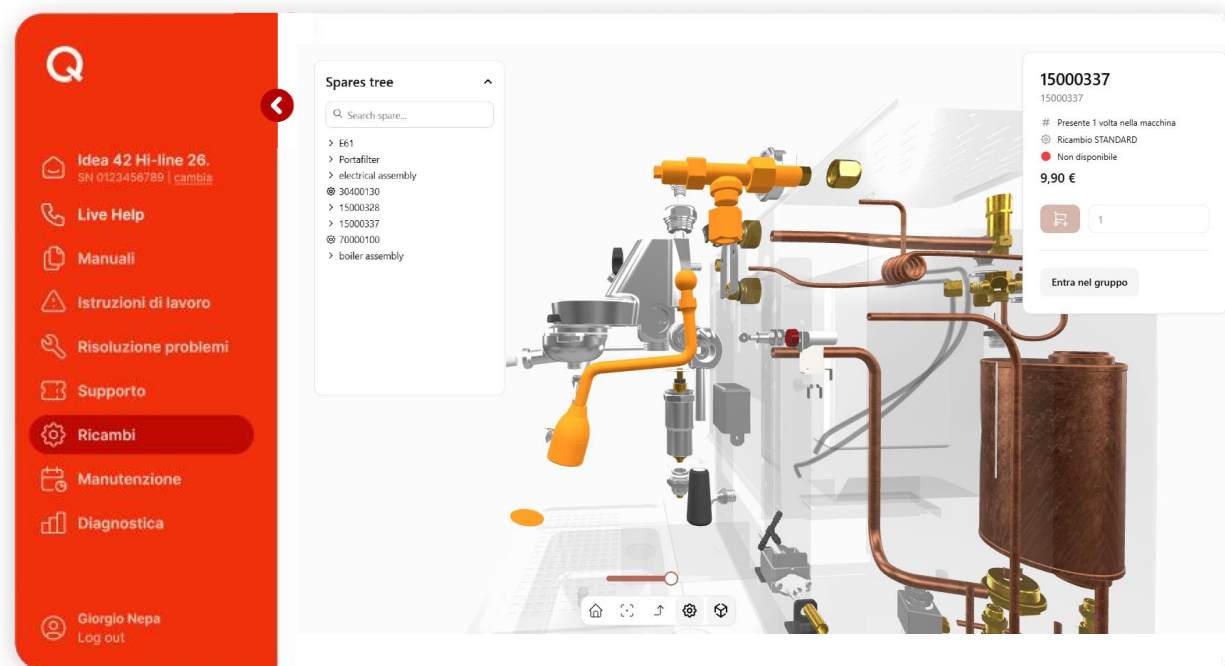 Q
Idea 42 Hi-line 26.
SN 0123456789 | cambia
Live Help
Manuali
Istruzioni di lavoro
Risoluzione problemi
Supporto
Ricambi
Manutenzione
Diagnostica
Giorgio Nepa
Log out
Spares tree
Search spare...
E61
Portafilter
electrical assembly
30400130
15000328
15000337
70000100
boiler assembly
15000337
15000337
# Presente 1 volta nella macchina
Ricambio STANDARD
Non disponibile
9,90 €
1
Entra nel gruppo